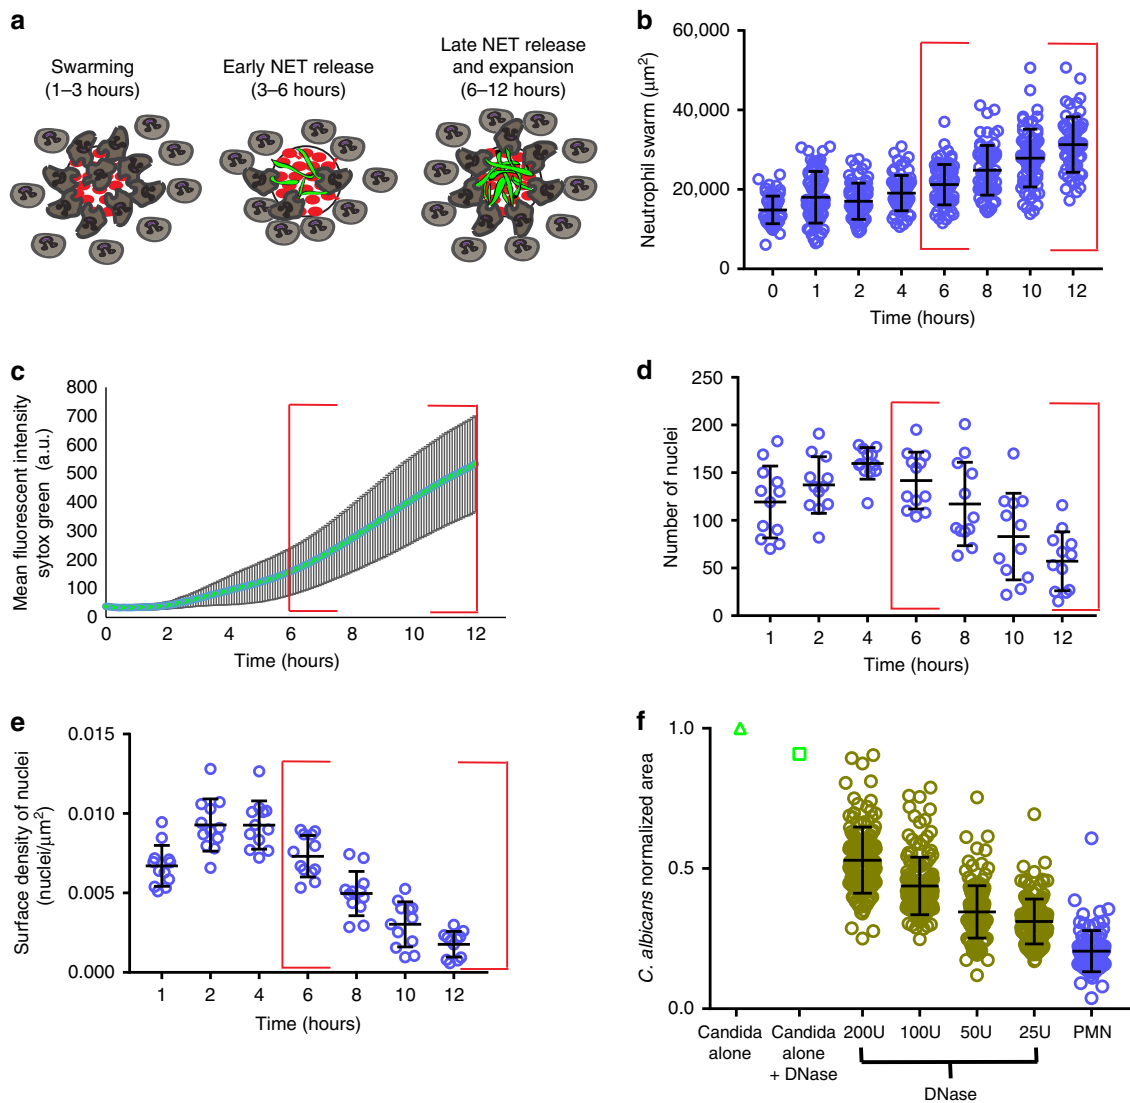 a
Swarming
(1–3 hours)
Early NET release
(3–6 hours)
Late NET release
and expansion
(6–12 hours)
b
Neutrophil swarm (μm²)
60,000
40,000
20,000
0
0 1 2 4 6 8 10 12
Time (hours)
c
Mean fluorescent intensity
sytox green (a.u.)
800
700
600
500
400
300
200
100
0
0 2 4 6 8 10 12
Time (hours)
d
Number of nuclei
250
200
150
100
50
0
1 2 4 6 8 10 12
Time (hours)
e
Surface density of nuclei
(nuclei/μm²)
0.015
0.010
0.005
0.000
1 2 4 6 8 10 12
Time (hours)
f
C. albicans normalized area
1.0
0.5
0.0
Candida
alone
Candida
alone
+ DNase
200U 100U 50U 25U PMN
DNase